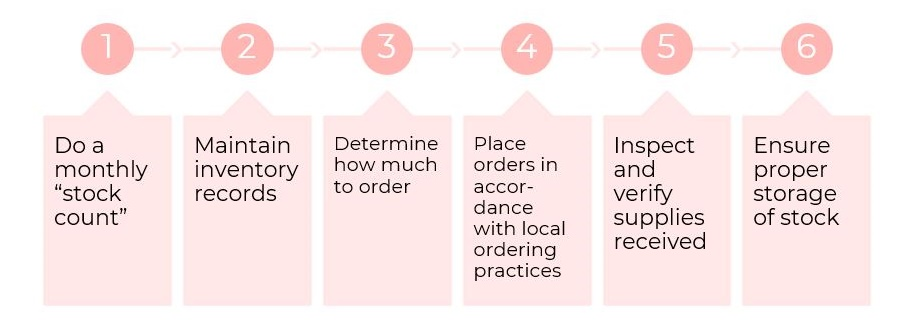 1
2
3
4
5
6
Do a
monthly
“stock
count”
Maintain
inventory
records
Determine
how much
to order
Place
orders in
accor-
dance
with local
ordering
practices
Inspect
and
verify
supplies
received
Ensure
proper
storage
of stock